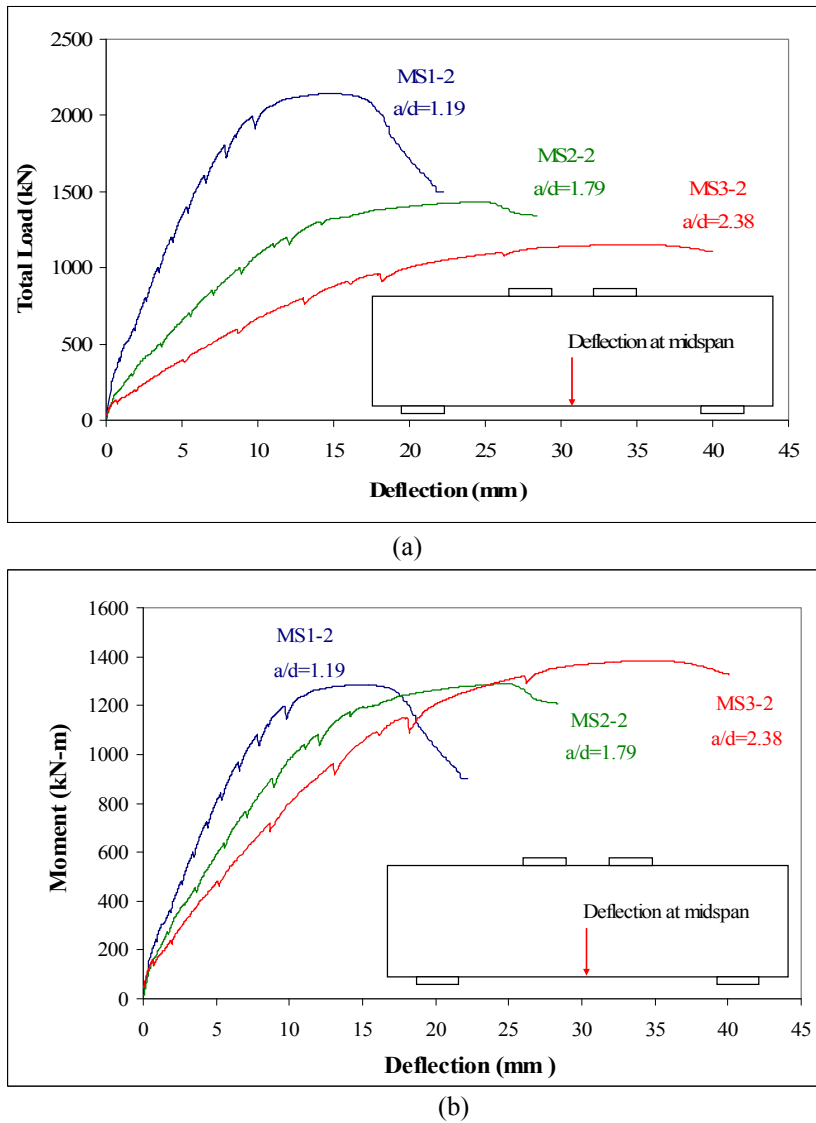 2500
MS1-2
a/d=1.19
2000
MS2-2
a/d=1.79
1500
MS3-2
a/d=2.38
Total Load (kN)
1000
Deflection at midspan
500
0
0 5 10 15 20 25 30 35 40 45
Deflection (mm)
(a)
1600
MS1-2
1400
a/d=1.19
1200
MS3-2
MS2-2
a/d=2.38
a/d=1.79
1000
Moment (kN-m)
800
600
Deflection at midspan
400
200
0
0 5 10 15 20 25 30 35 40 45
Deflection (mm)
(b)